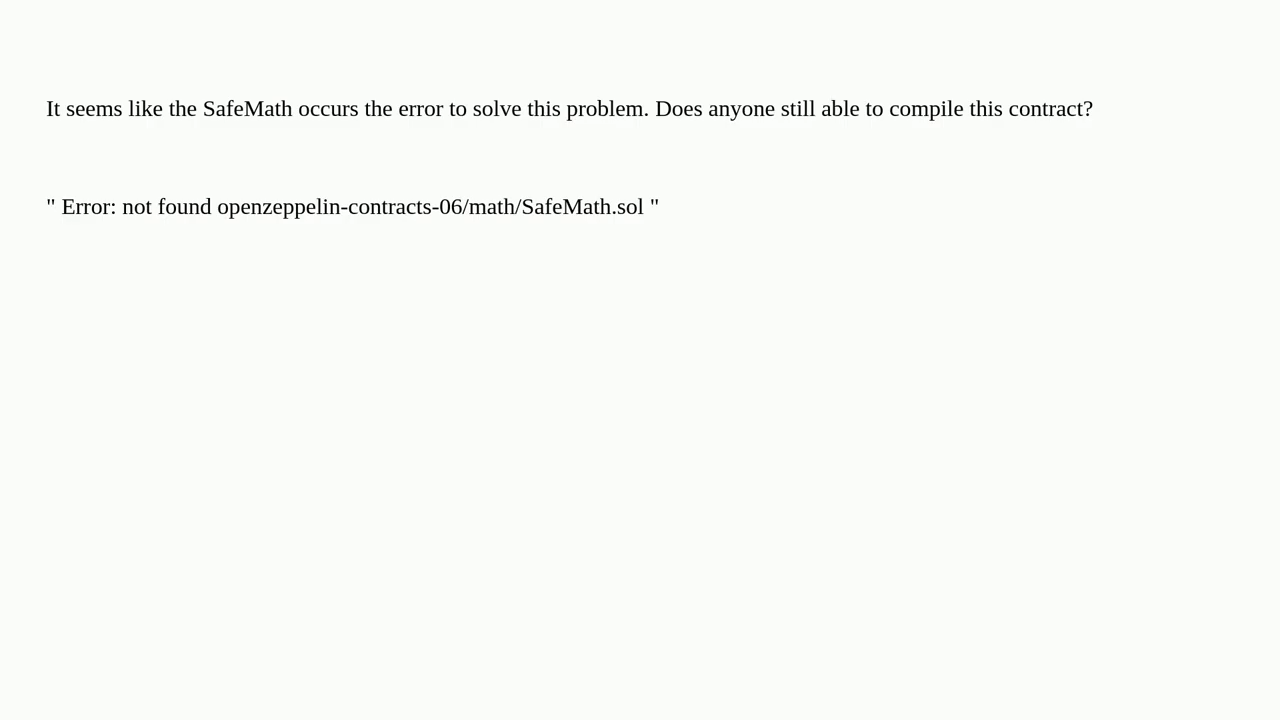 It seems like the SafeMath occurs the error to solve this problem. Does anyone still able to compile this contract?
" Error: not found openzeppelin-contracts-06/math/SafeMath.sol "